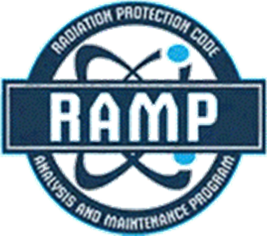 RADIATION PROTECTION CODE
RAMP
ANALYSIS AND MAINTENANCE PROGRAM